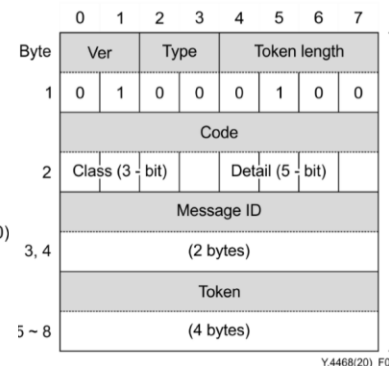 0 1 2 3 4 5 6 7
Byte Ver Type Token length
1 0 1 0 0 0 1 0 0
Code
2 Class (3 - bit) Detail (5 - bit)
Message ID
0)
3, 4 (2 bytes)
Token
5 ~ 8 (4 bytes)
Y.4468(20)_F0